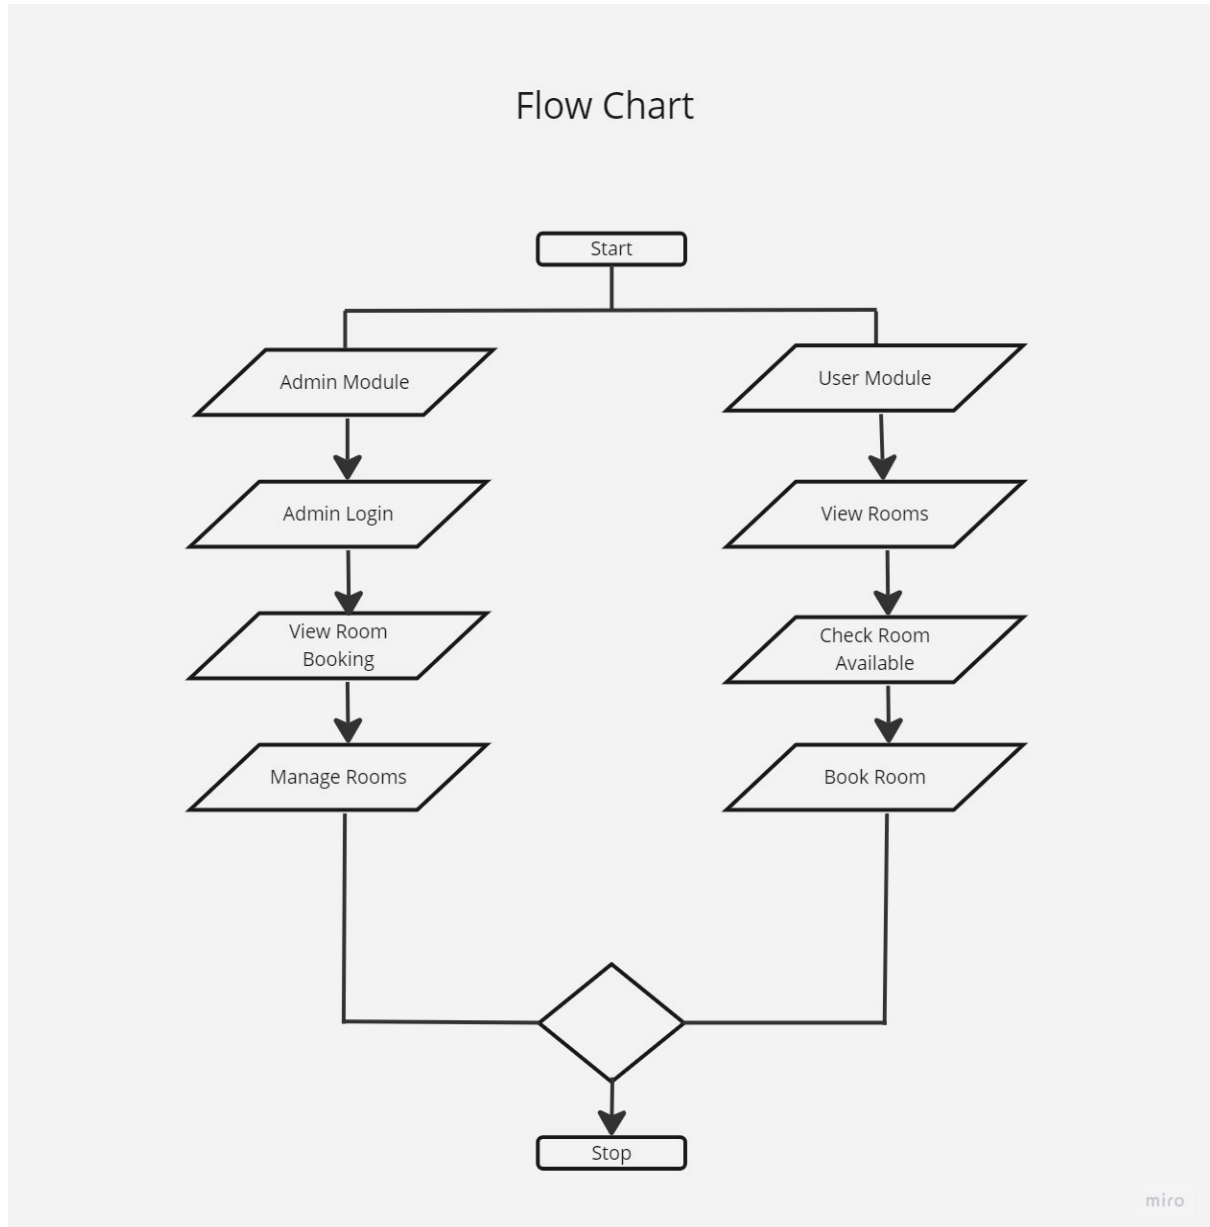 Flow Chart
Start
Admin Module
User Module
Admin Login
View Rooms
View Room
Booking
Check Room
Available
Manage Rooms
Book Room
Stop
miro